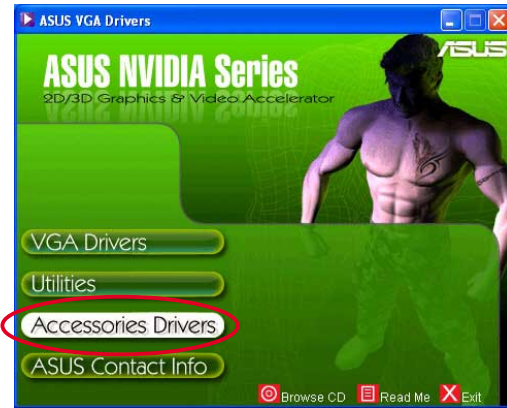 ASUS VGA Drivers
ASUS
ASUS NVIDIA Series
2D/3D Graphics & Video Accelerator
VGA Drivers
Utilities
Accessories Drivers
ASUS Contact Info
Browse CD Read Me Exit